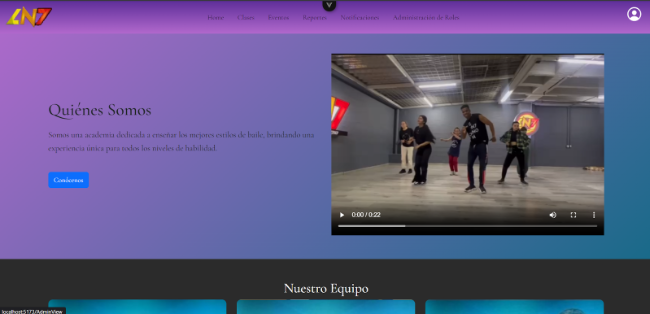 LN7
Home Clases Eventos Reportes Notificaciones Administración de Roles
Quiénes Somos
Somos una academia dedicada a enseñar los mejores estilos de baile, brindando una
experiencia única para todos los niveles de habilidad.
Conócenos
0:00 / 0:22
Nuestro Equipo
localhost:5173/AdminView